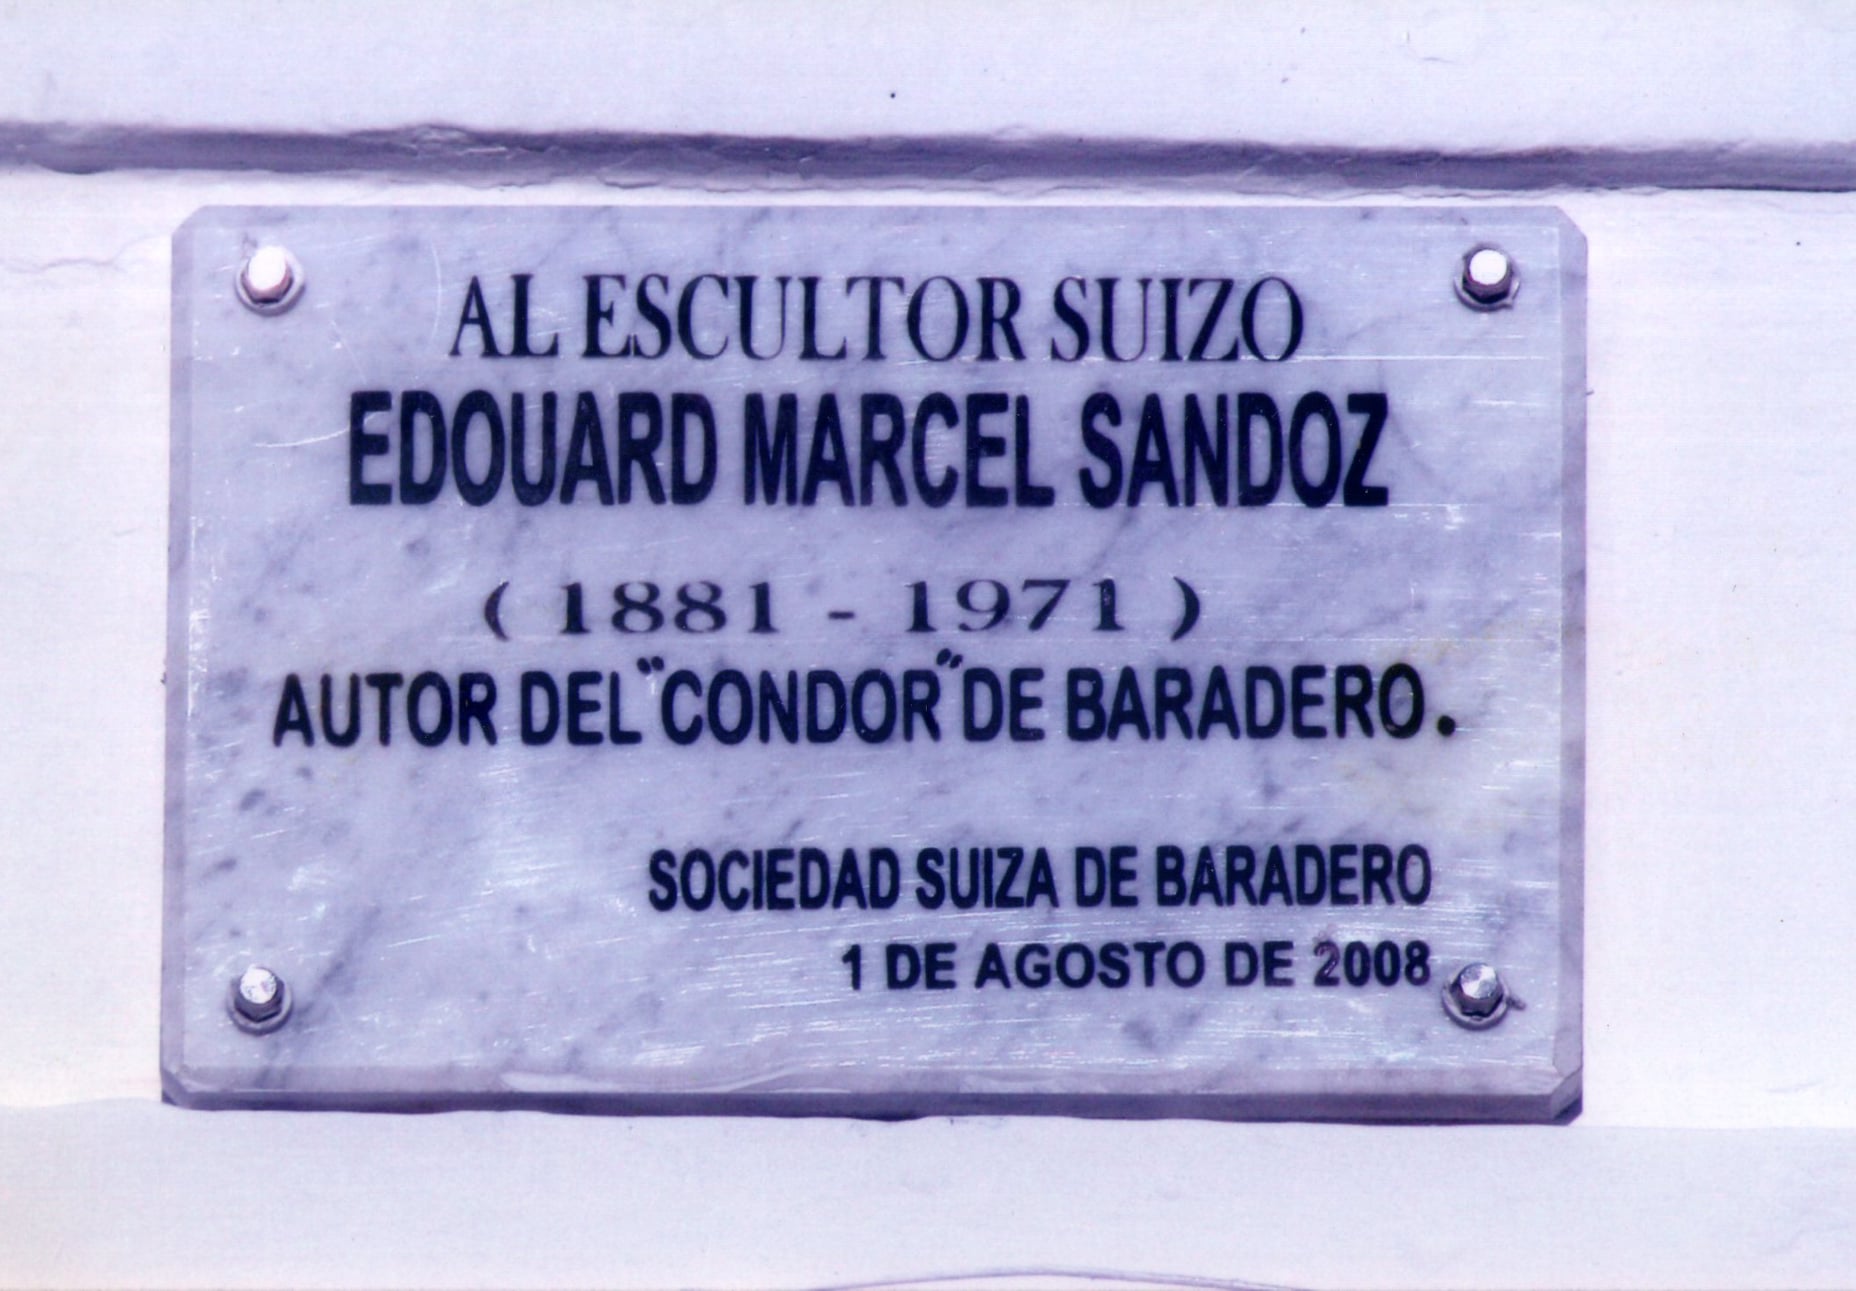 AL ESCULTOR SUIZO
EDOUARD MARCEL SANDOZ
( 1881 - 1971 )
AUTOR DEL "CONDOR" DE BARADERO.
SOCIEDAD SUIZA DE BARADERO
1 DE AGOSTO DE 2008